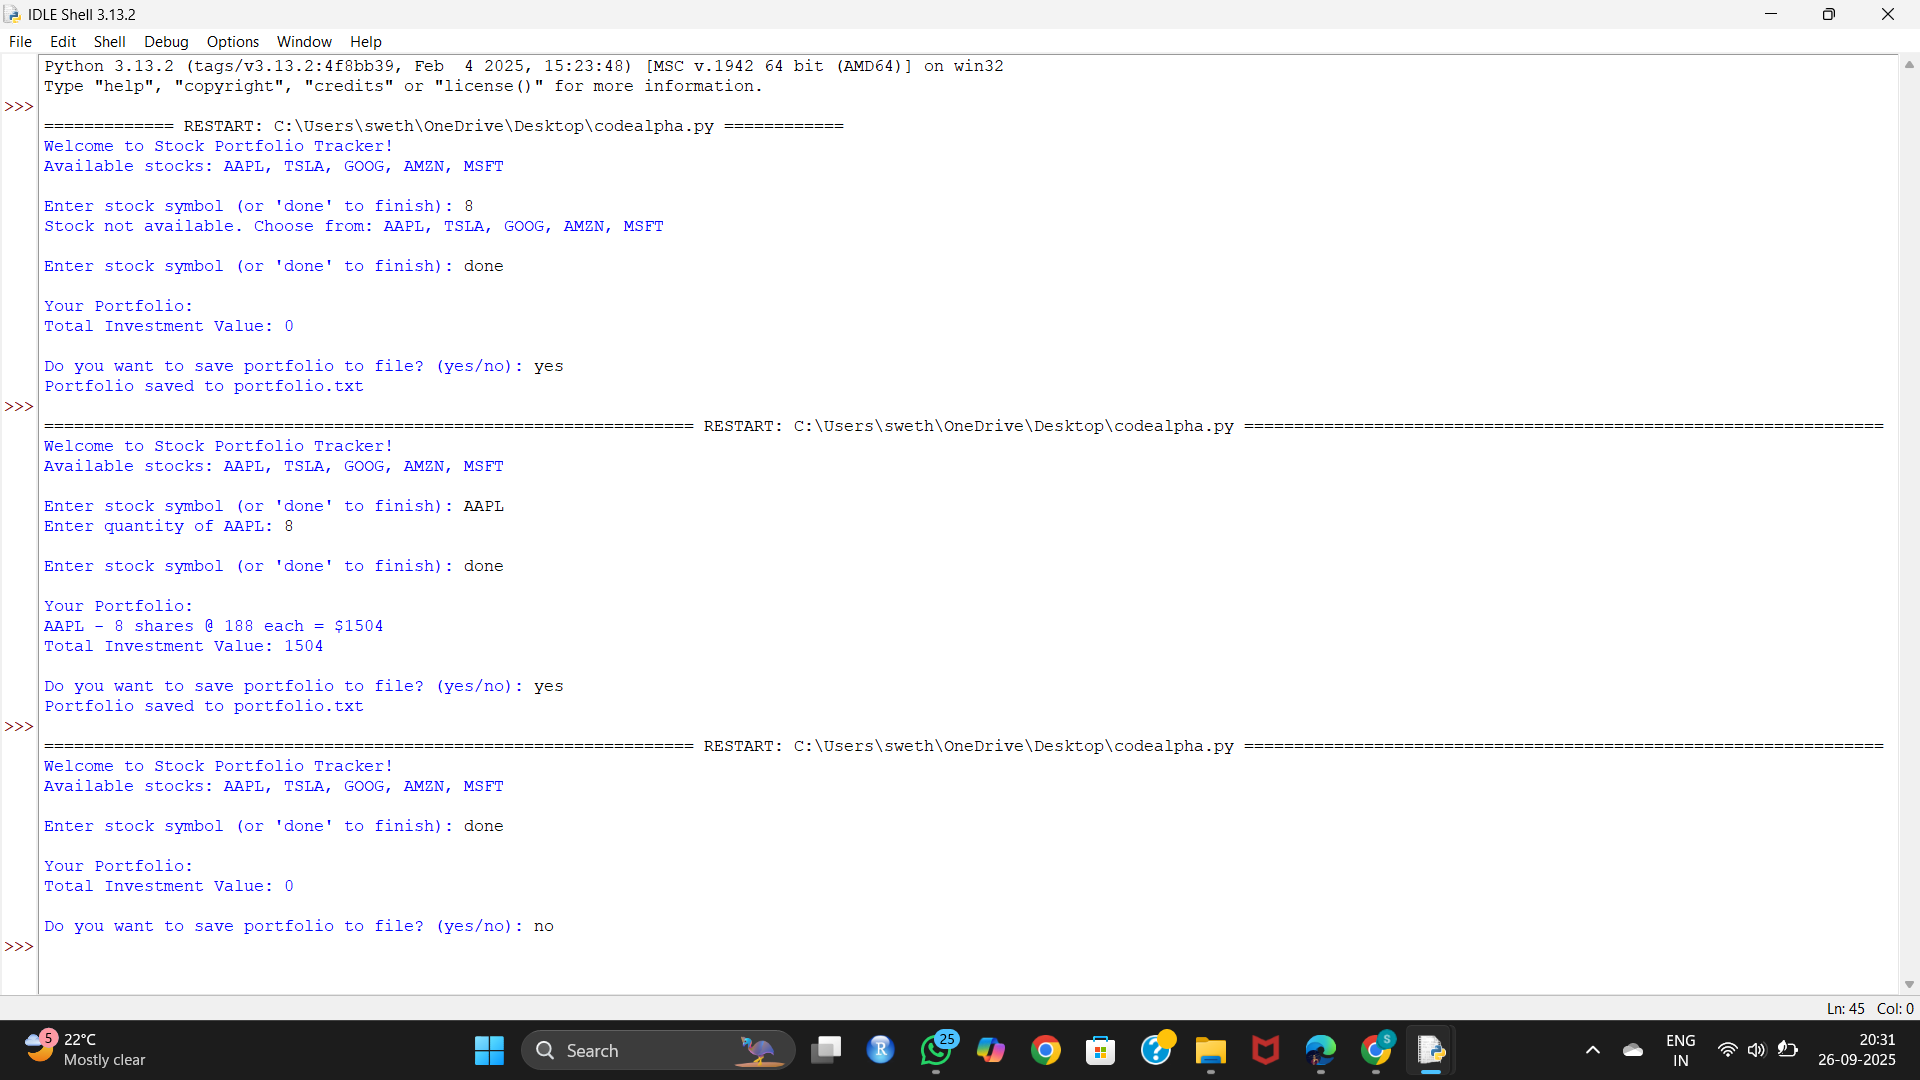 IDLE Shell 3.13.2
File Edit Shell Debug Options Window Help
Python 3.13.2 (tags/v3.13.2:4f8bb39, Feb  4 2025, 15:23:48) [MSC v.1942 64 bit (AMD64)] on win32
Type "help", "copyright", "credits" or "license()" for more information.
>>>
============= RESTART: C:\Users\sweth\OneDrive\Desktop\codealpha.py ============
Welcome to Stock Portfolio Tracker!
Available stocks: AAPL, TSLA, GOOG, AMZN, MSFT
Enter stock symbol (or 'done' to finish): 8
Stock not available. Choose from: AAPL, TSLA, GOOG, AMZN, MSFT
Enter stock symbol (or 'done' to finish): done
Your Portfolio:
Total Investment Value: 0
Do you want to save portfolio to file? (yes/no): yes
Portfolio saved to portfolio.txt
>>>
================================================================= RESTART: C:\Users\sweth\OneDrive\Desktop\codealpha.py ================================================================
Welcome to Stock Portfolio Tracker!
Available stocks: AAPL, TSLA, GOOG, AMZN, MSFT
Enter stock symbol (or 'done' to finish): AAPL
Enter quantity of AAPL: 8
Enter stock symbol (or 'done' to finish): done
Your Portfolio:
AAPL - 8 shares @ 188 each = $1504
Total Investment Value: 1504
Do you want to save portfolio to file? (yes/no): yes
Portfolio saved to portfolio.txt
>>>
================================================================= RESTART: C:\Users\sweth\OneDrive\Desktop\codealpha.py ================================================================
Welcome to Stock Portfolio Tracker!
Available stocks: AAPL, TSLA, GOOG, AMZN, MSFT
Enter stock symbol (or 'done' to finish): done
Your Portfolio:
Total Investment Value: 0
Do you want to save portfolio to file? (yes/no): no
>>>
Ln: 45 Col: 0
5
22°C
Mostly clear
Search
R
25
?
S
ENG
IN
20:31
26-09-2025